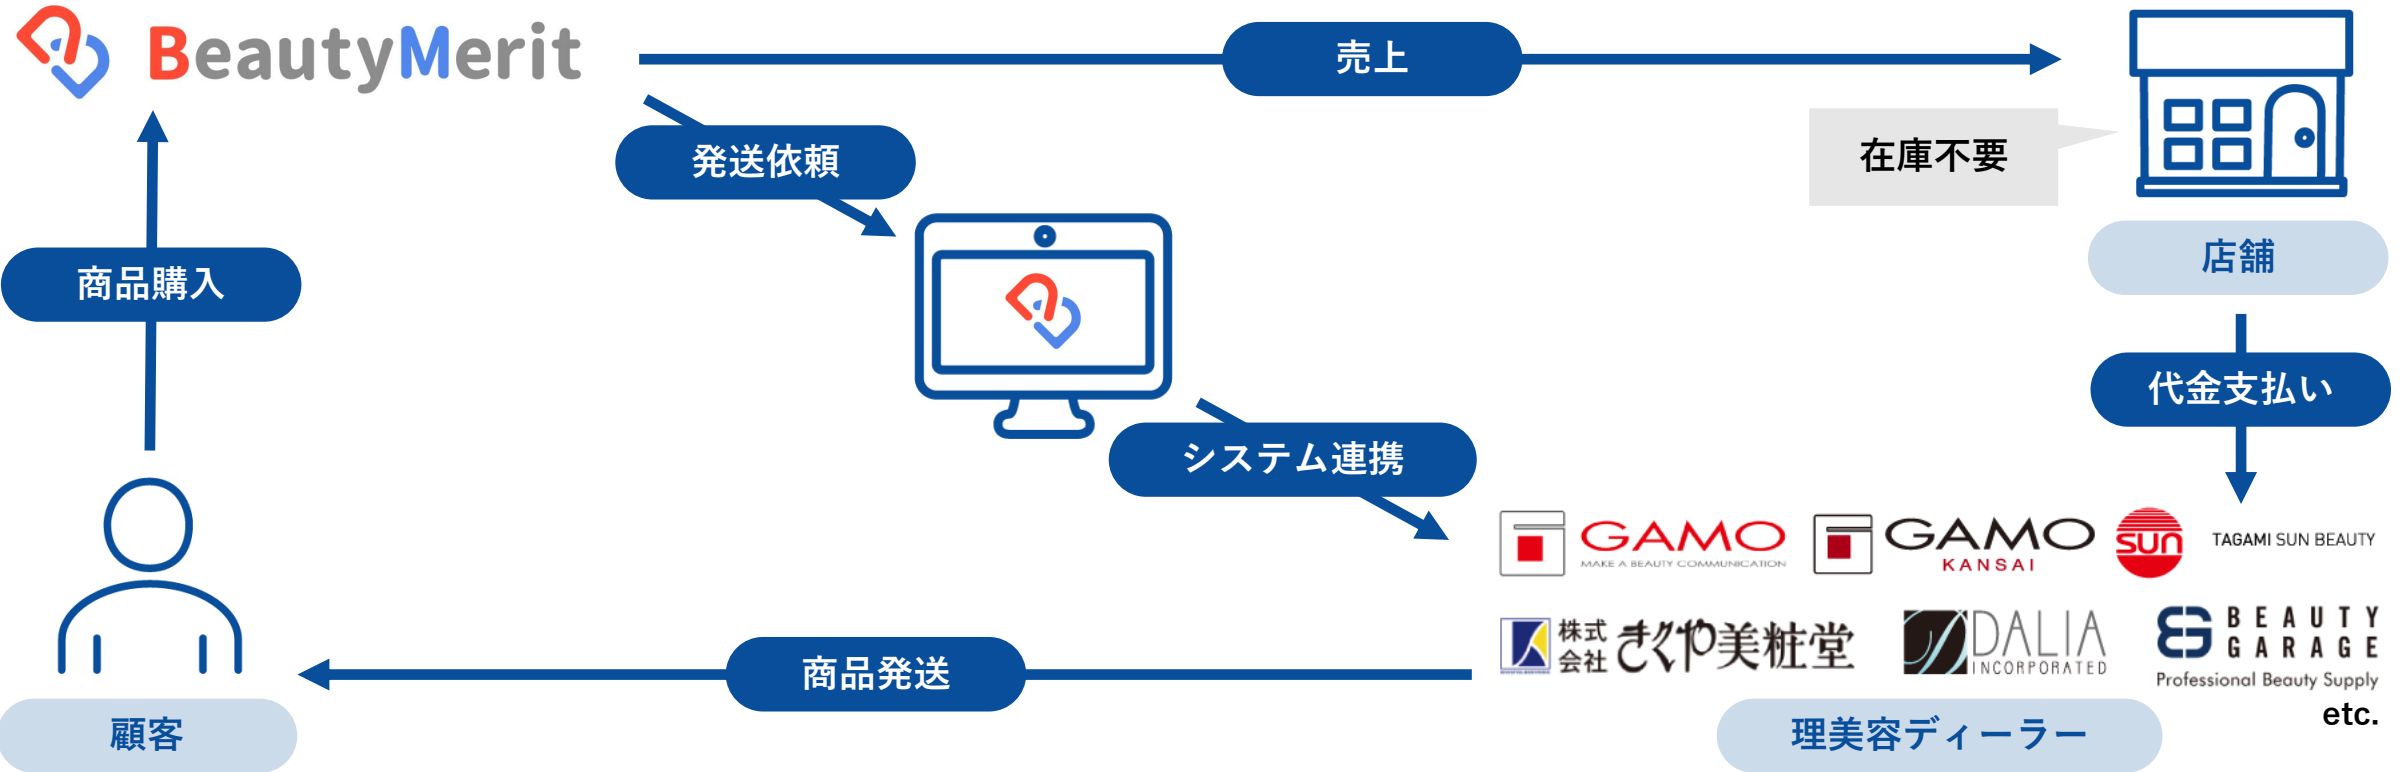 BeautyMerit
売上
発送依頼
在庫不要
商品購入
店舗
代金支払い
システム連携
GAMO
MAKE A BEAUTY COMMUNICATION
GAMO
KANSAI
SUN
TAGAMI SUN BEAUTY
株式会社 きくや美粧堂
DALIA
INCORPORATED
BEAUTY
GARAGE
Professional Beauty Supply
etc.
商品発送
顧客
理美容ディーラー